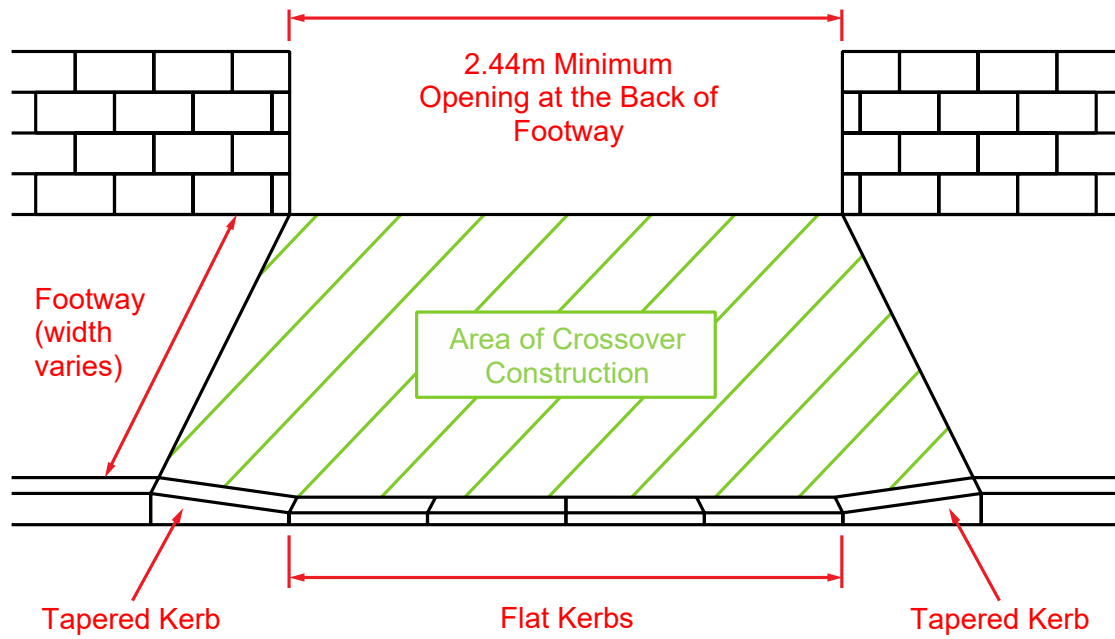 2.44m Minimum
Opening at the Back of
Footway
Footway
(width
varies)
Area of Crossover
Construction
Tapered Kerb
Flat Kerbs
Tapered Kerb